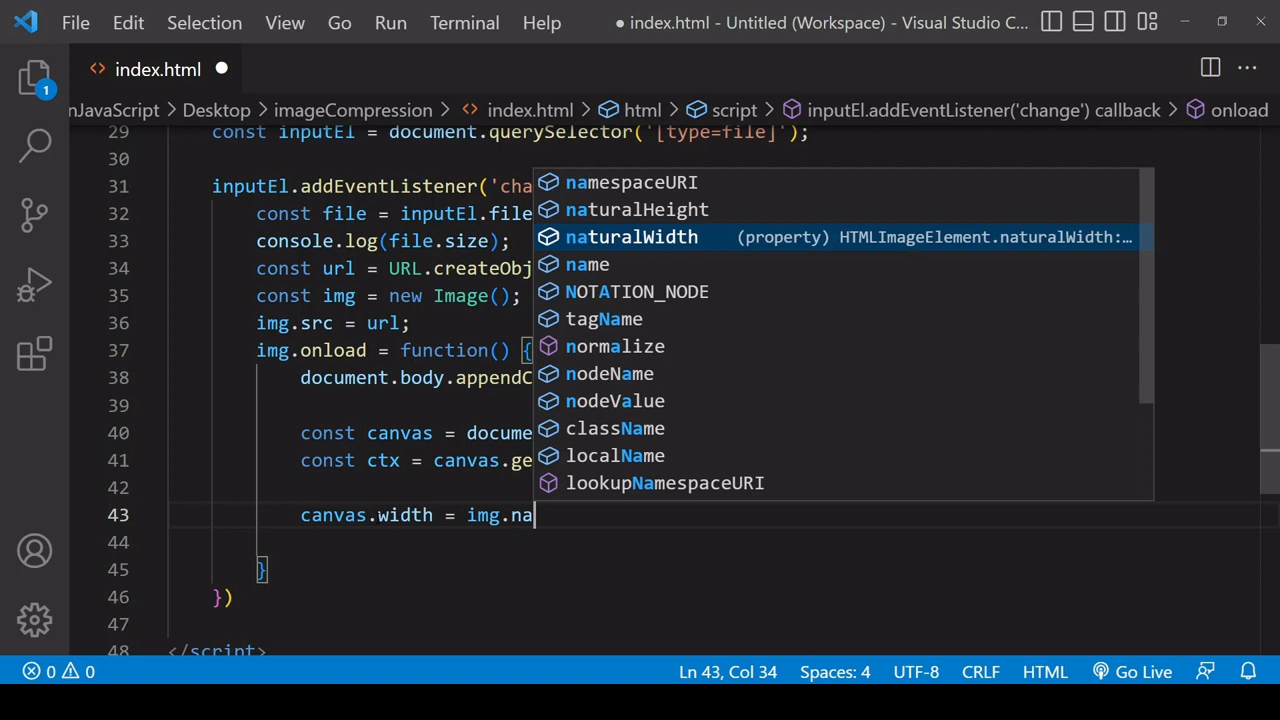 File Edit Selection View Go Run Terminal Help ● index.html - Untitled (Workspace) - Visual Studio C...
index.html
1
nJavaScript > Desktop > imageCompression > index.html > html > script > inputEl.addEventListener('change') callback > onload
29 const inputEl = document.querySelector('[type=file]');
30
31 inputEl.addEventListener('cha
32 const file = inputEl.file
33 console.log(file.size);
34 const url = URL.createObj
35 const img = new Image();
36 img.src = url;
37 img.onload = function() {
38 document.body.appendC
39
40 const canvas = docume
41 const ctx = canvas.ge
42
43 canvas.width = img.na
44
45 }
46 })
47
48 </script>
namespaceURI
naturalHeight
naturalWidth (property) HTMLImageElement.naturalWidth:...
name
NOTATION_NODE
tagName
normalize
nodeName
nodeValue
className
localName
lookupNamespaceURI
0 0 Ln 43, Col 34 Spaces: 4 UTF-8 CRLF HTML Go Live